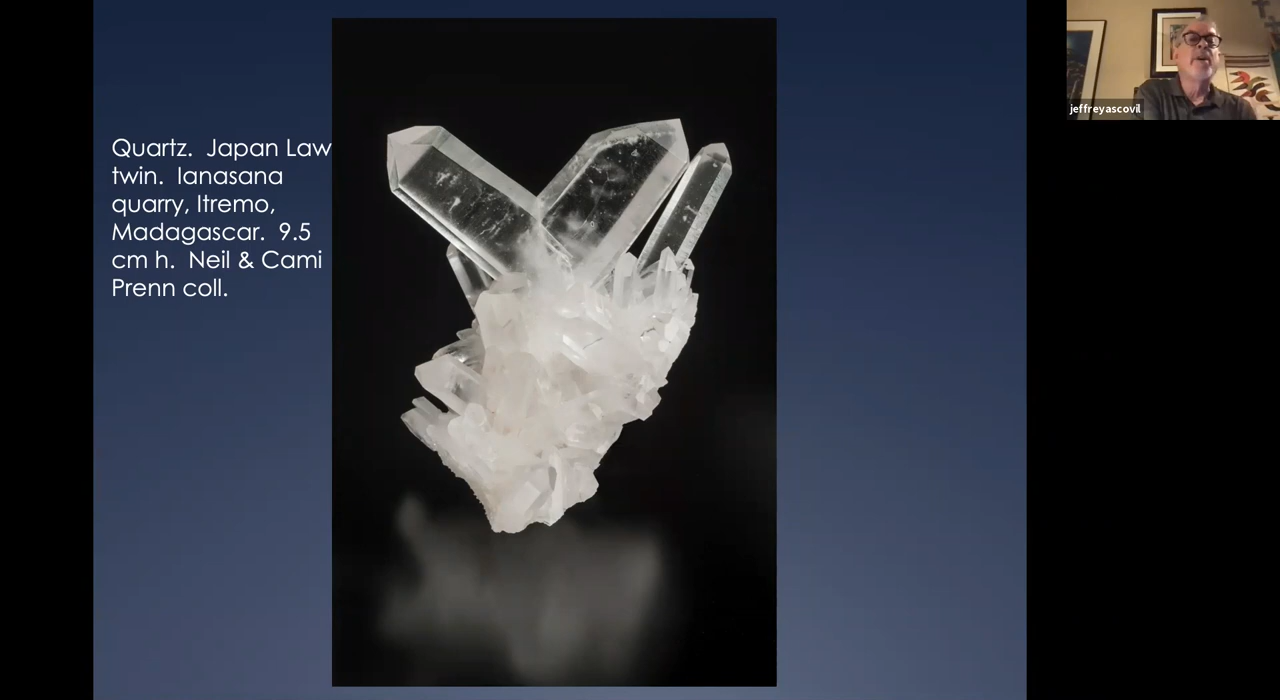 Quartz.  Japan Law
twin.  Ianasana
quarry, Itremo,
Madagascar.  9.5
cm h.  Neil & Cami
Prenn coll.
jeffreyascovil